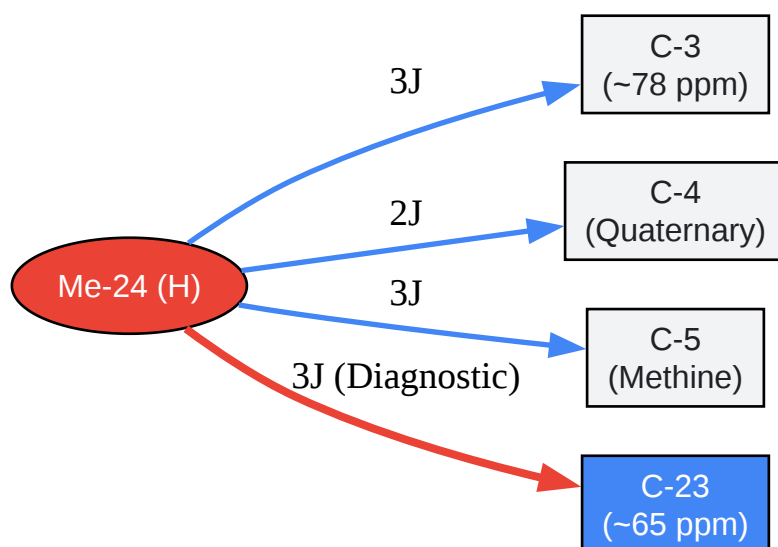 C-3
(~78 ppm)
3J
C-4
(Quaternary)
2J
Me-24 (H)
3J
C-5
(Methine)
3J (Diagnostic)
C-23
(~65 ppm)